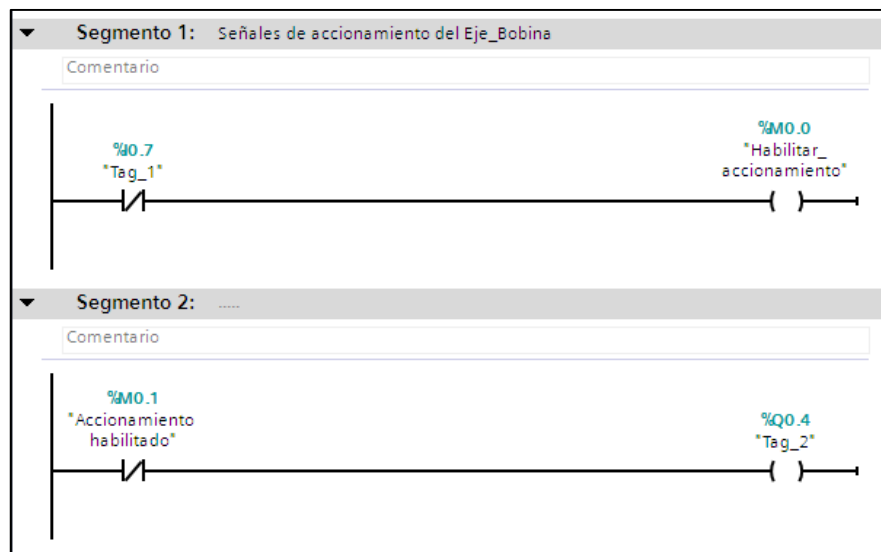 Segmento 1: Señales de accionamiento del Eje_Bobina
Comentario
%I0.7
"Tag_1"
%M0.0
"Habilitar_
accionamiento"
Segmento 2: .....
Comentario
%M0.1
"Accionamiento
habilitado"
%Q0.4
"Tag_2"